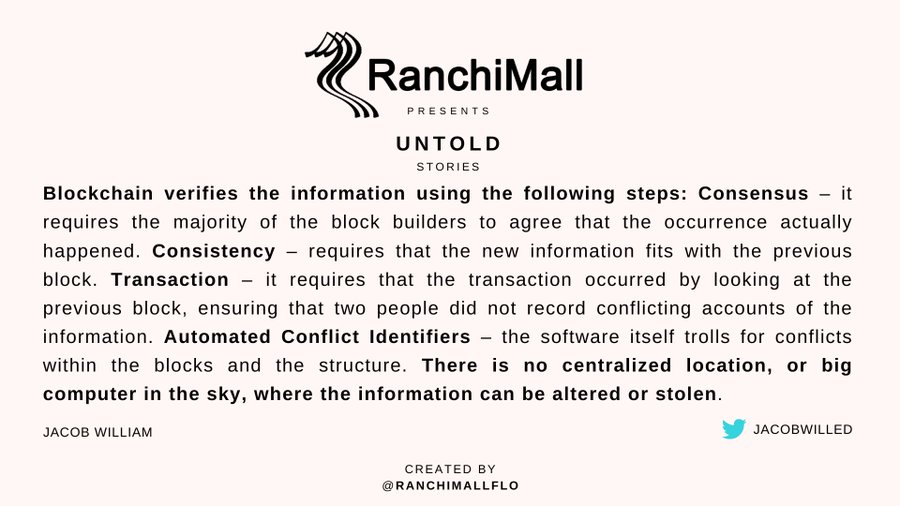 RanchiMall
PRESENTS
UNTOLD
STORIES
Blockchain verifies the information using the following steps: Consensus – it
requires the majority of the block builders to agree that the occurrence actually
happened. Consistency – requires that the new information fits with the previous
block. Transaction – it requires that the transaction occurred by looking at the
previous block, ensuring that two people did not record conflicting accounts of the
information. Automated Conflict Identifiers – the software itself trolls for conflicts
within the blocks and the structure. There is no centralized location, or big
computer in the sky, where the information can be altered or stolen.
JACOB WILLIAM
JACOBWILLED
CREATED BY
@RANCHIMALLFLO